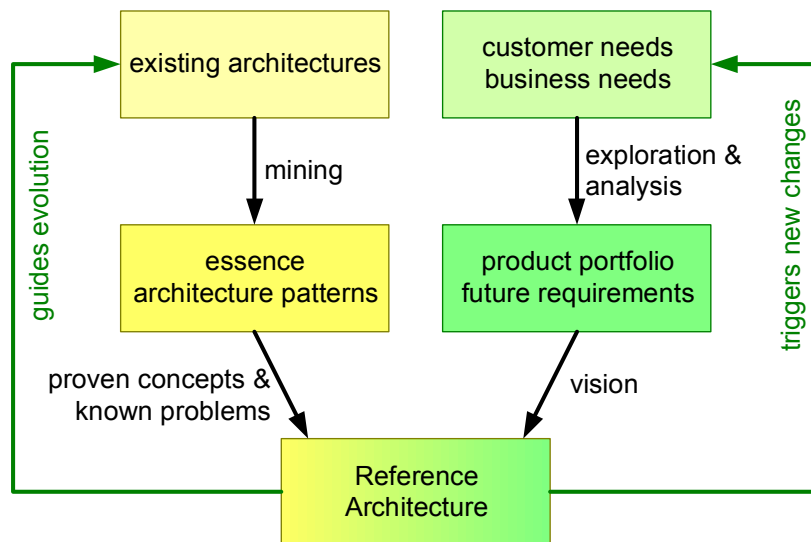 existing architectures
customer needs
business needs
guides evolution
mining
exploration &
analysis
triggers new changes
essence
architecture patterns
product portfolio
future requirements
proven concepts &
known problems
vision
Reference
Architecture